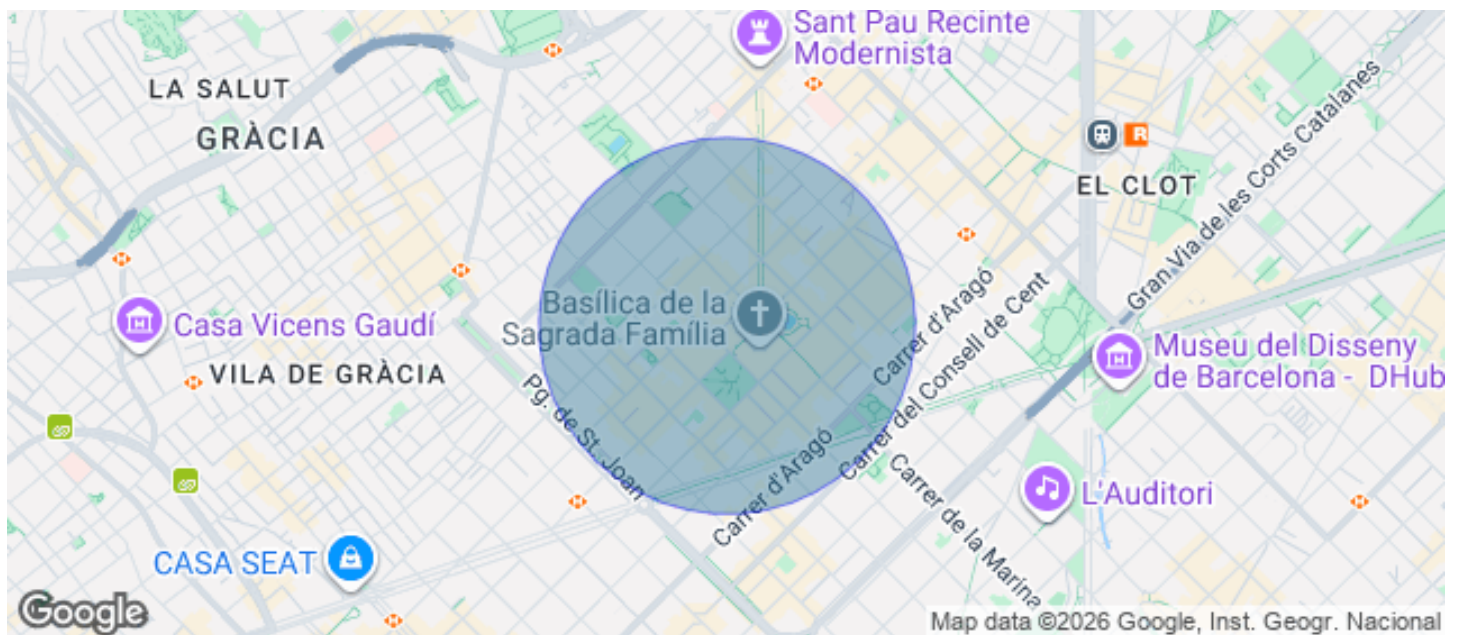 Sant Pau Recinte
Modernista
LA SALUT
GRÀCIA
R
EL CLOT
Gran Via de les Corts Catalanes
Basílica de la
Sagrada Família
Carrer d'Aragó
Carrer del Consell de Cent
Casa Vicens Gaudí
VILA DE GRÀCIA
Museu del Disseny
de Barcelona - DHub
Pg. de St. Joan
Carrer d'Aragó
Carrer de la Marina
L'Auditori
CASA SEAT
Google
Map data ©2026 Google, Inst. Geogr. Nacional